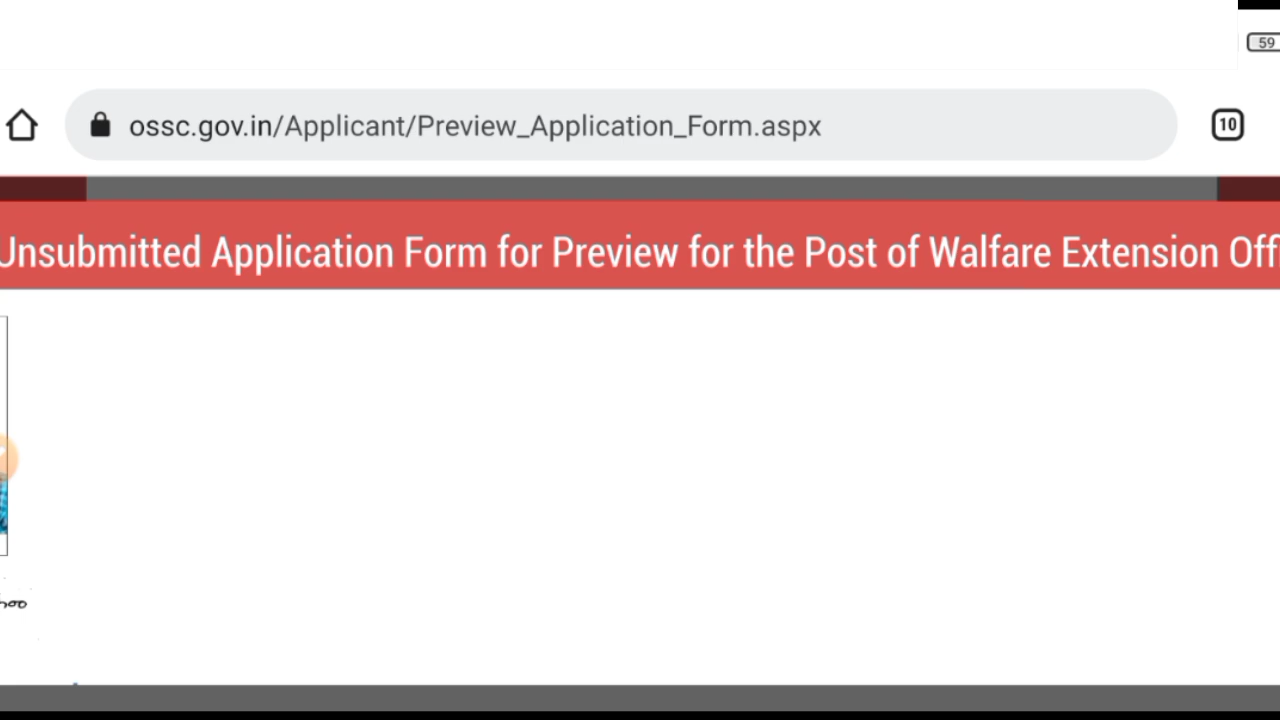 59
ossc.gov.in/Applicant/Preview_Application_Form.aspx
10
Unsubmitted Application Form for Preview for the Post of Walfare Extension Off